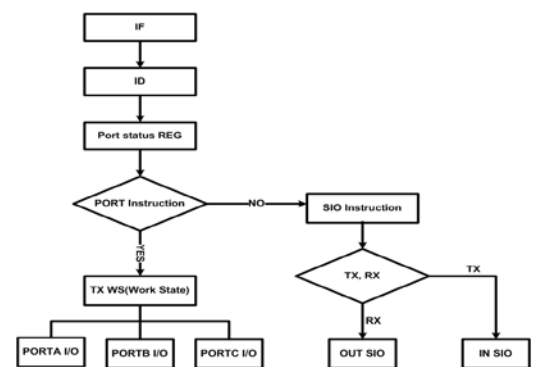 IF
ID
Port status REG
PORT Instruction
NO
SIO Instruction
YES
TX, RX
TX
TX WS(Work State)
RX
PORTA I/O
PORTB I/O
PORTC I/O
OUT SIO
IN SIO